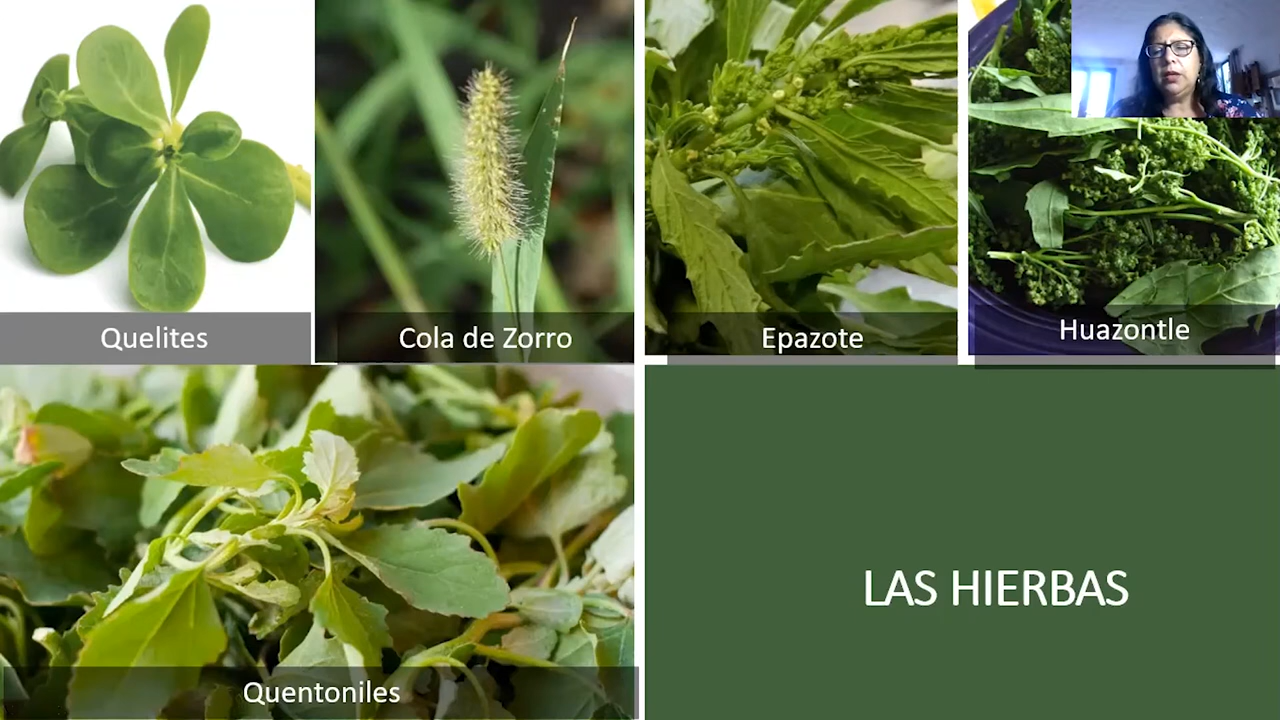 Quelites
Cola de Zorro
Epazote
Huazontle
Quentoniles
LAS HIERBAS